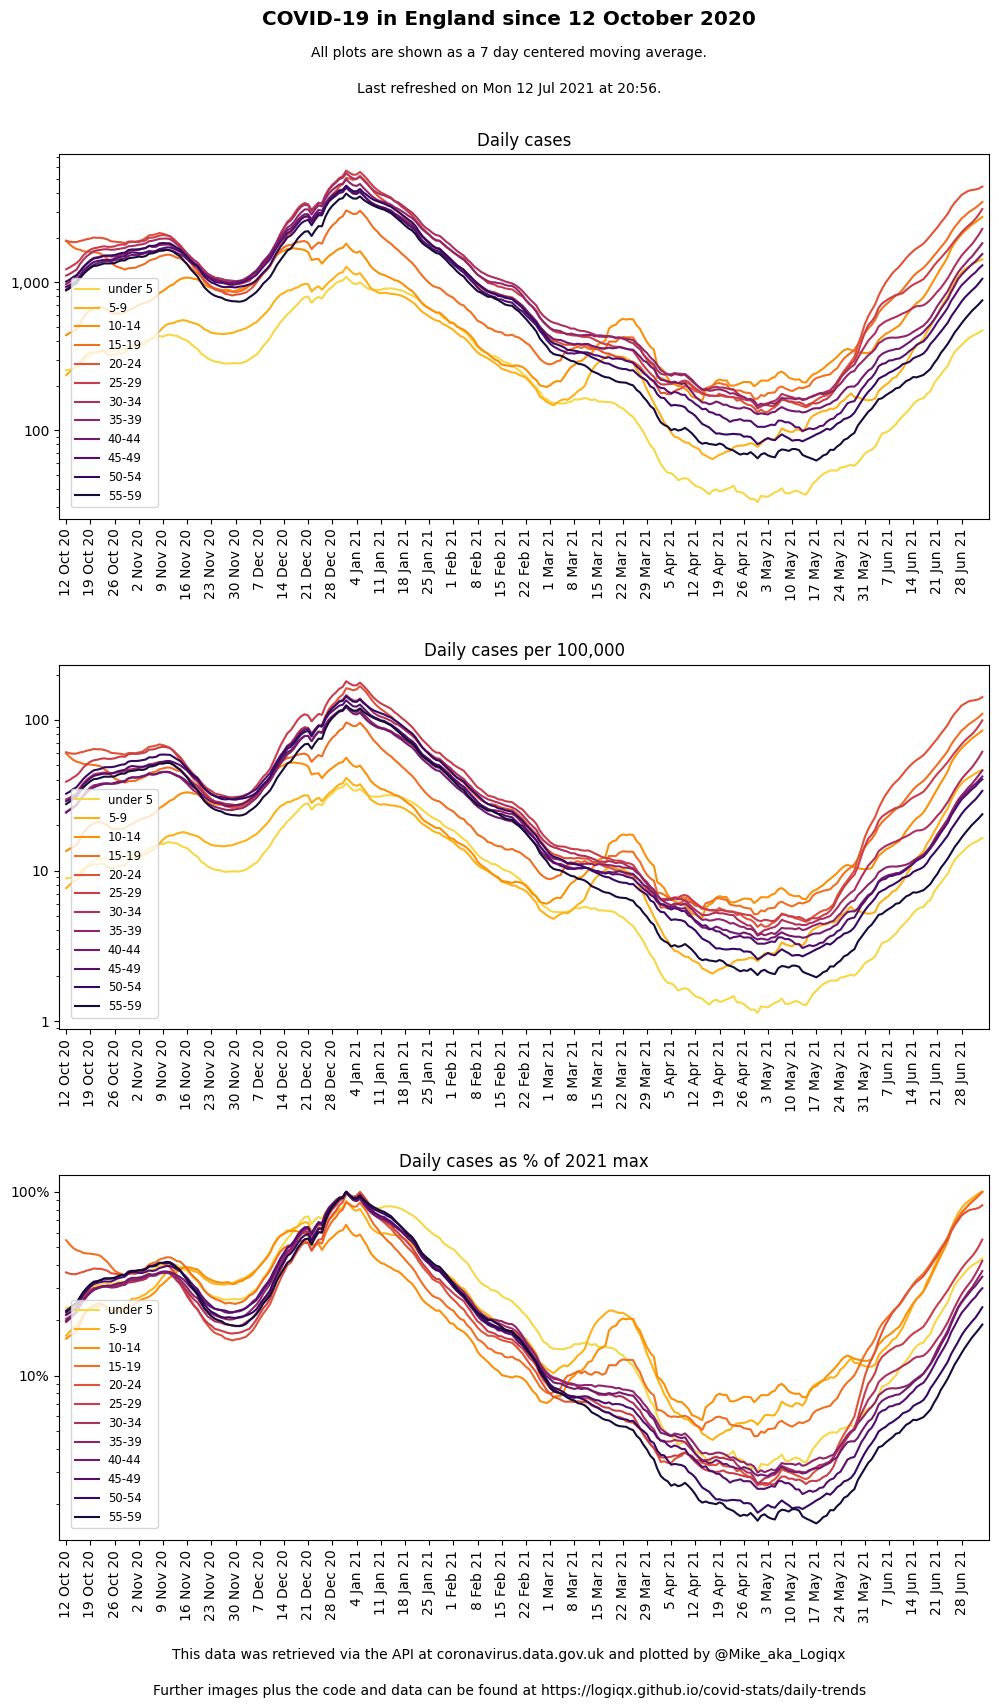 COVID-19 in England since 12 October 2020
All plots are shown as a 7 day centered moving average.
Last refreshed on Mon 12 Jul 2021 at 20:56.
Daily cases
1,000
100
under 5
5-9
10-14
15-19
20-24
25-29
30-34
35-39
40-44
45-49
50-54
55-59
12 Oct 20
19 Oct 20
26 Oct 20
2 Nov 20
9 Nov 20
16 Nov 20
23 Nov 20
30 Nov 20
7 Dec 20
14 Dec 20
21 Dec 20
28 Dec 20
4 Jan 21
11 Jan 21
18 Jan 21
25 Jan 21
1 Feb 21
8 Feb 21
15 Feb 21
22 Feb 21
1 Mar 21
8 Mar 21
15 Mar 21
22 Mar 21
29 Mar 21
5 Apr 21
12 Apr 21
19 Apr 21
26 Apr 21
3 May 21
10 May 21
17 May 21
24 May 21
31 May 21
7 Jun 21
14 Jun 21
21 Jun 21
28 Jun 21
Daily cases per 100,000
100
10
1
under 5
5-9
10-14
15-19
20-24
25-29
30-34
35-39
40-44
45-49
50-54
55-59
12 Oct 20
19 Oct 20
26 Oct 20
2 Nov 20
9 Nov 20
16 Nov 20
23 Nov 20
30 Nov 20
7 Dec 20
14 Dec 20
21 Dec 20
28 Dec 20
4 Jan 21
11 Jan 21
18 Jan 21
25 Jan 21
1 Feb 21
8 Feb 21
15 Feb 21
22 Feb 21
1 Mar 21
8 Mar 21
15 Mar 21
22 Mar 21
29 Mar 21
5 Apr 21
12 Apr 21
19 Apr 21
26 Apr 21
3 May 21
10 May 21
17 May 21
24 May 21
31 May 21
7 Jun 21
14 Jun 21
21 Jun 21
28 Jun 21
Daily cases as % of 2021 max
100%
10%
under 5
5-9
10-14
15-19
20-24
25-29
30-34
35-39
40-44
45-49
50-54
55-59
12 Oct 20
19 Oct 20
26 Oct 20
2 Nov 20
9 Nov 20
16 Nov 20
23 Nov 20
30 Nov 20
7 Dec 20
14 Dec 20
21 Dec 20
28 Dec 20
4 Jan 21
11 Jan 21
18 Jan 21
25 Jan 21
1 Feb 21
8 Feb 21
15 Feb 21
22 Feb 21
1 Mar 21
8 Mar 21
15 Mar 21
22 Mar 21
29 Mar 21
5 Apr 21
12 Apr 21
19 Apr 21
26 Apr 21
3 May 21
10 May 21
17 May 21
24 May 21
31 May 21
7 Jun 21
14 Jun 21
21 Jun 21
28 Jun 21
This data was retrieved via the API at coronavirus.data.gov.uk and plotted by @Mike_aka_Logiqx
Further images plus the code and data can be found at https://logiqx.github.io/covid-stats/daily-trends